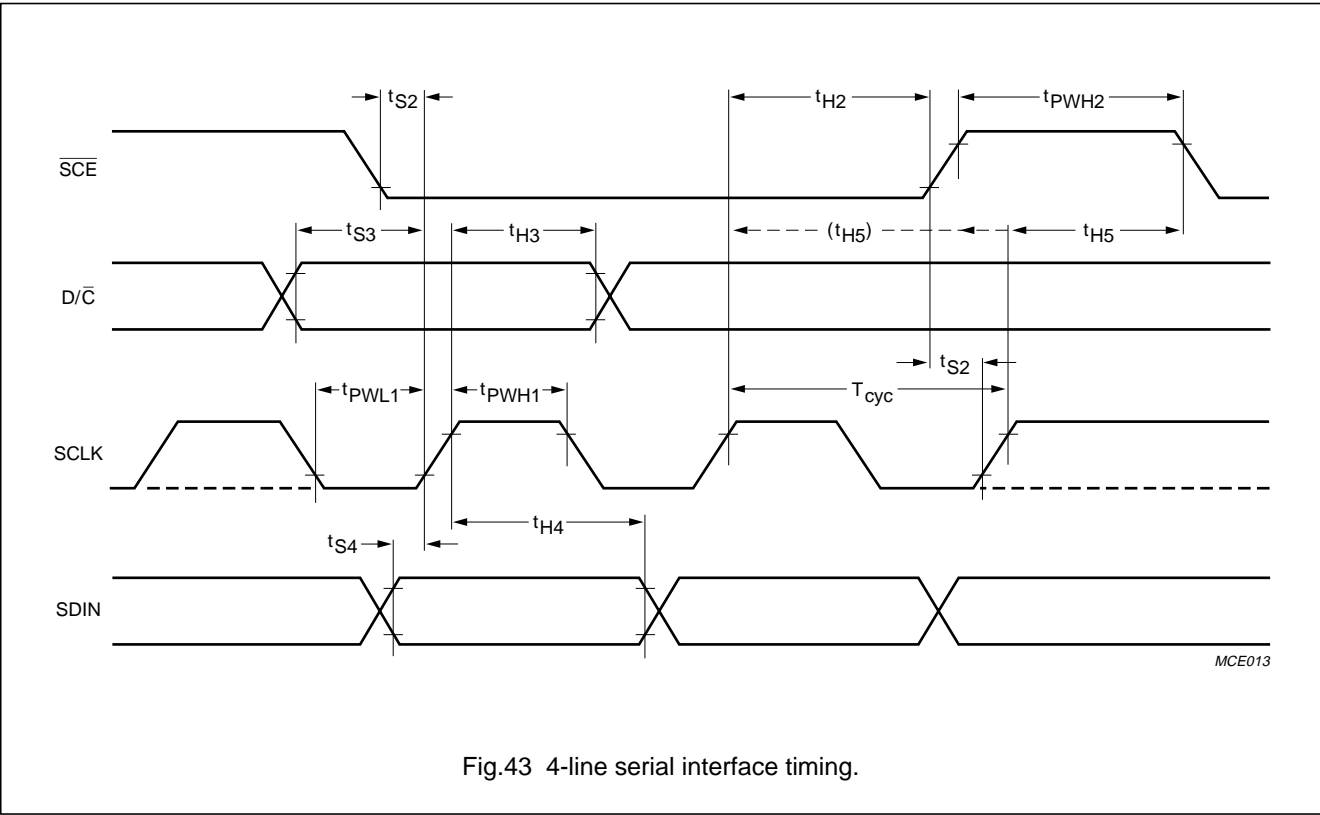 tS2
tH2
tPWH2
SCE
tS3
tH3
(tH5)
tH5
D/C
tS2
tPWL1
tPWH1
Tcyc
SCLK
tS4
tH4
SDIN
MCE013
Fig.43 4-line serial interface timing.